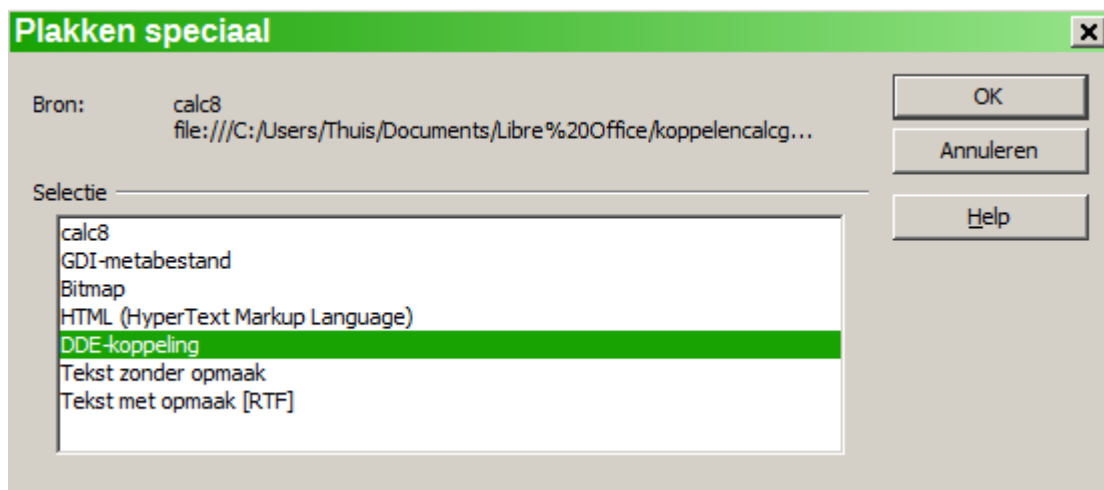 Plakken speciaal
Bron: calc8
file:///C:/Users/Thuis/Documents/Libre%20Office/koppelencalcg...
OK
Annuleren
Help
Selectie
calc8
GDI-metabestand
Bitmap
HTML (HyperText Markup Language)
DDE-koppeling
Tekst zonder opmaak
Tekst met opmaak [RTF]